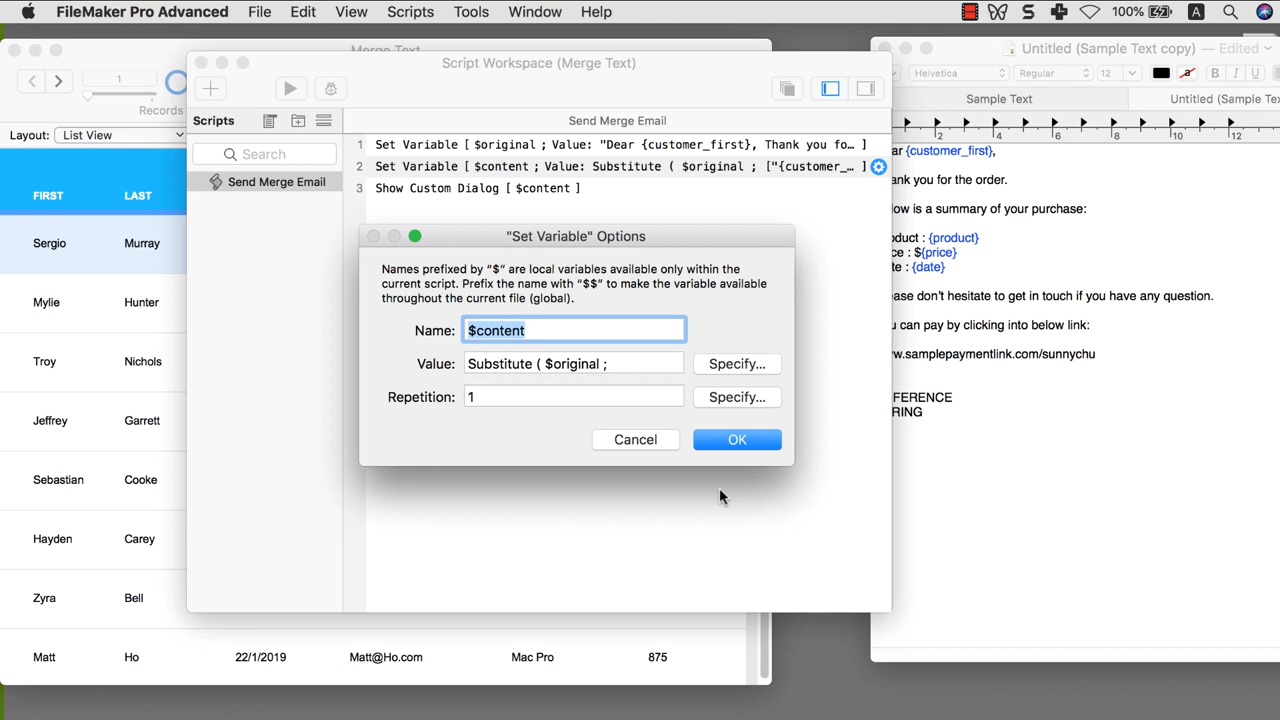 FileMaker Pro Advanced File Edit View Scripts Tools Window Help 100% A
Merge Text
1
Records
Layout: List View
FIRST LAST
Sergio Murray
Mylie Hunter
Troy Nichols
Jeffrey Garrett
Sebastian Cooke
Hayden Carey
Zyra Bell
Matt Ho 22/1/2019 Matt@Ho.com Mac Pro 875
Script Workspace (Merge Text)
Scripts
Send Merge Email
Search
Send Merge Email
1 Set Variable [ $original ; Value: "Dear {customer_first}, Thank you fo… ]
2 Set Variable [ $content ; Value: Substitute ( $original ; ["{customer_… ]
3 Show Custom Dialog [ $content ]
"Set Variable" Options
Names prefixed by "$" are local variables available only within the
current script. Prefix the name with "$$" to make the variable available
throughout the current file (global).
Name: $content
Value: Substitute ( $original ; Specify...
Repetition: 1 Specify...
Cancel OK
Untitled (Sample Text copy) — Edited
Helvetica Regular 12 a B I U
Sample Text Untitled (Sample Te
2 4 6 8 10 12
ar {customer_first},
ank you for the order.
low is a summary of your purchase:
duct : {product}
ce : ${price}
te : {date}
ase don't hesitate to get in touch if you have any question.
u can pay by clicking into below link:
w.samplepaymentlink.com/sunnychu
FERENCE
RING